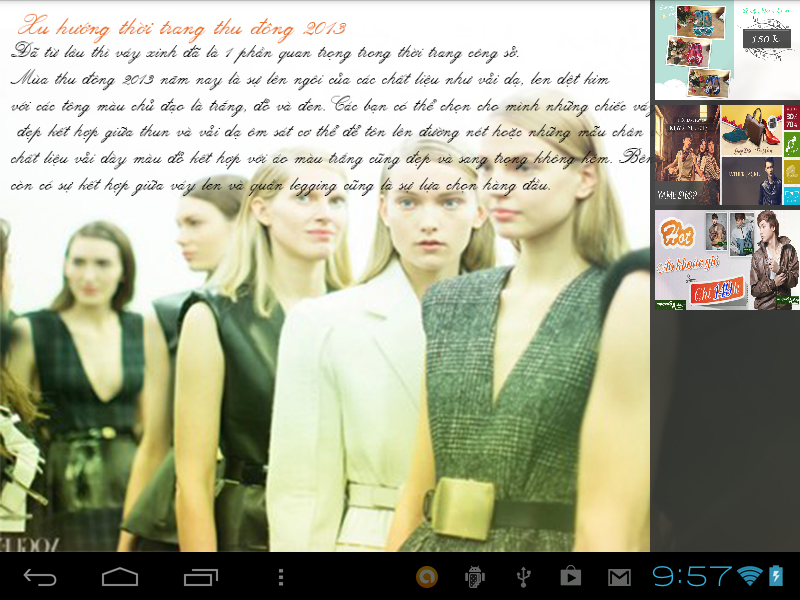 Xu hướng thời trang thu đông 2013
Đã từ lâu thì váy xinh đã là 1 phần quan trọng trong thời trang công sở.
Mùa thu đông 2013 năm nay là sự lên ngôi của các chất liệu như vải dạ, len dệt kim
với các tông màu chủ đạo là trắng, đỏ và đen. Các bạn có thể chọn cho mình những chiếc váy
đẹp kết hợp giữa thun và vải dạ ôm sát cơ thể để tôn lên đường nét hoặc những mẫu chân
chất liệu vải dày màu đỏ kết hợp với áo màu trắng cũng đẹp và sang trọng không kém. Bên
còn có sự kết hợp giữa váy len và quần legging cũng là sự lựa chọn hàng đầu.
150 k
Hot
9:57